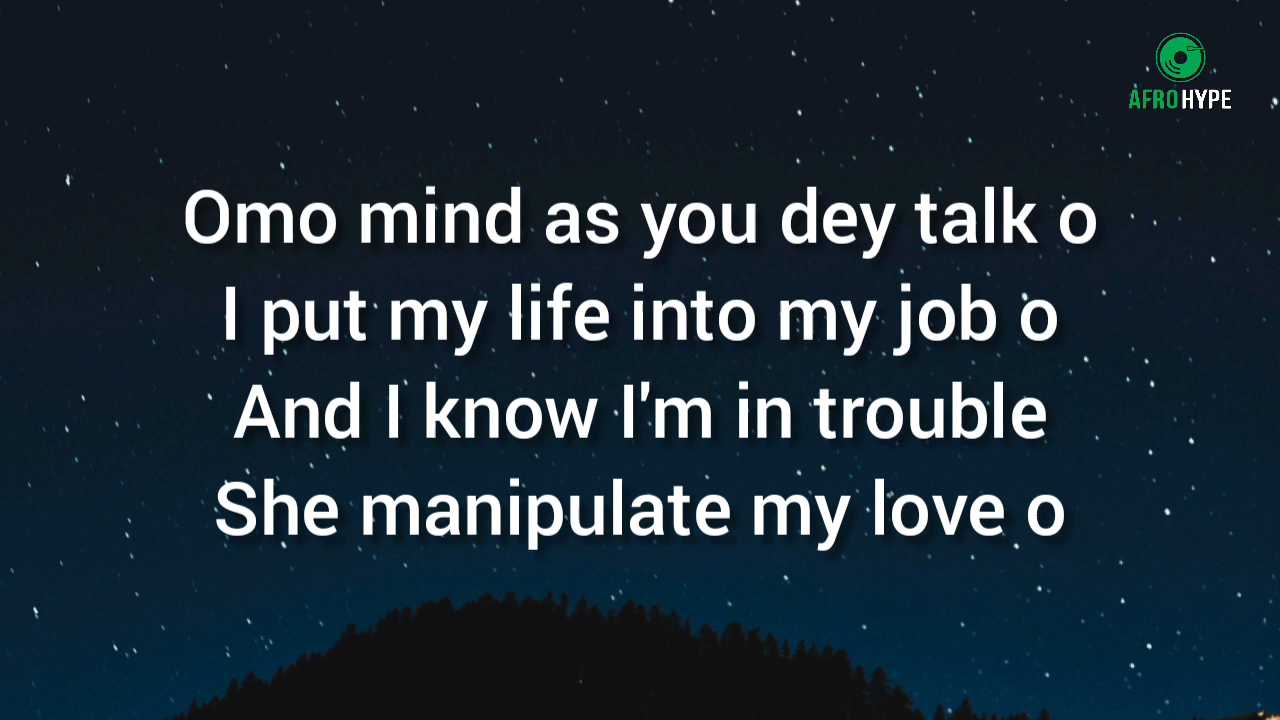 AFROHYPE
Omo mind as you dey talk o
I put my life into my job o
And I know I'm in trouble
She manipulate my love o